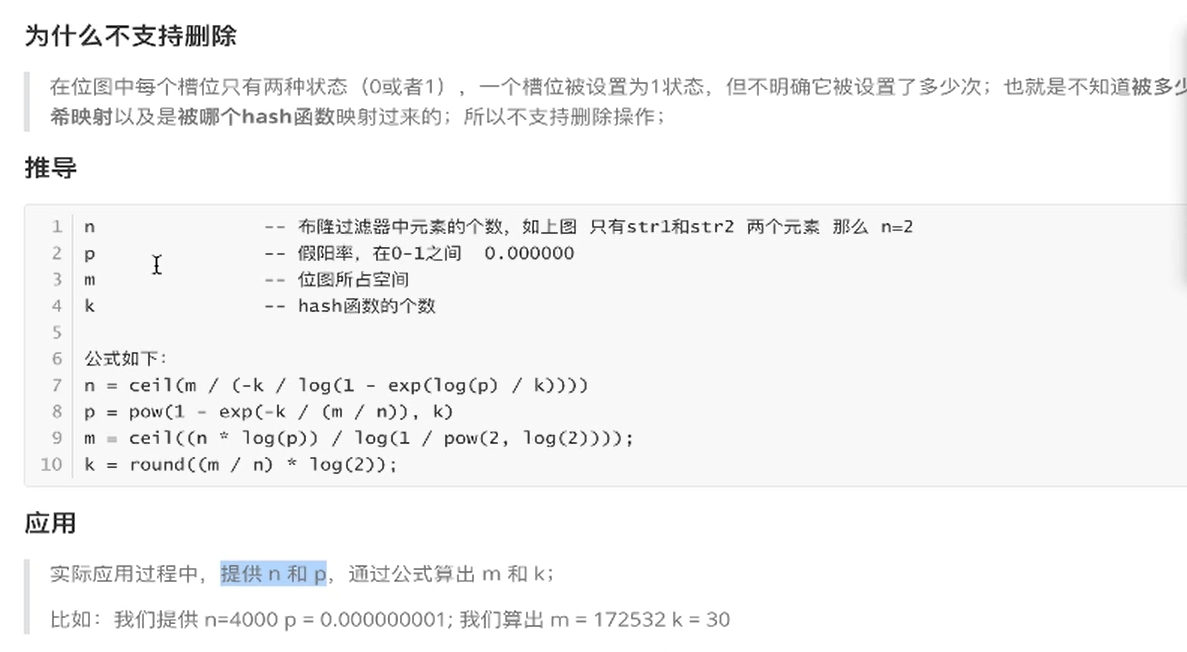 为什么不支持删除
在位图中每个槽位只有两种状态（0或者1），一个槽位被设置为1状态，但不明确它被设置了多少次；也就是不知道被多少
希映射以及是被哪个hash函数映射过来的；所以不支持删除操作；
推导
1 n -- 布隆过滤器中元素的个数，如上图 只有str1和str2 两个元素 那么 n=2
2 p -- 假阳率，在0-1之间 0.000000
3 m -- 位图所占空间
4 k -- hash函数的个数
5
6 公式如下：
7 n = ceil(m / (-k / log(1 - exp(log(p) / k))))
8 p = pow(1 - exp(-k / (m / n)), k)
9 m = ceil((n * log(p)) / log(1 / pow(2, log(2))));
10 k = round((m / n) * log(2));
应用
实际应用过程中，提供 n 和 p，通过公式算出 m 和 k；
比如：我们提供 n=4000 p = 0.000000001; 我们算出 m = 172532 k = 30